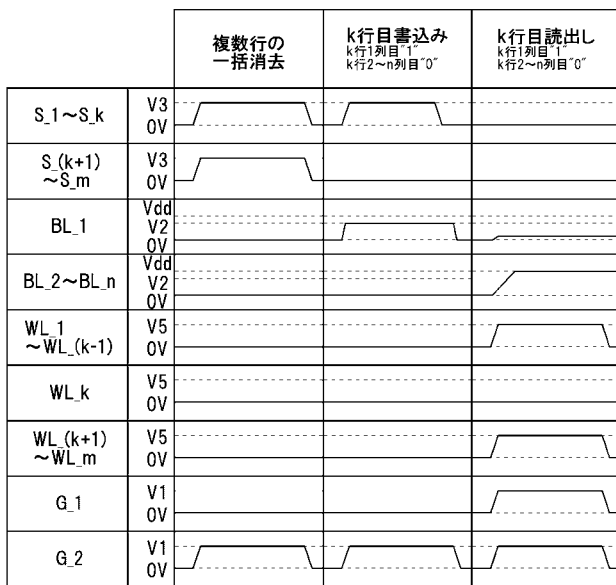 複数行の
一括消去
k行目書込み
k行1列目"1"
k行2~n列目"0"
k行目読出し
k行1列目"1"
k行2~n列目"0"
S_1~S_k
V3
0V
S_(k+1)
~S_m
V3
0V
BL_1
Vdd
V2
0V
BL_2~BL_n
Vdd
V2
0V
WL_1
~WL_(k-1)
V5
0V
WL_k
V5
0V
WL_(k+1)
~WL_m
V5
0V
G_1
V1
0V
G_2
V1
0V